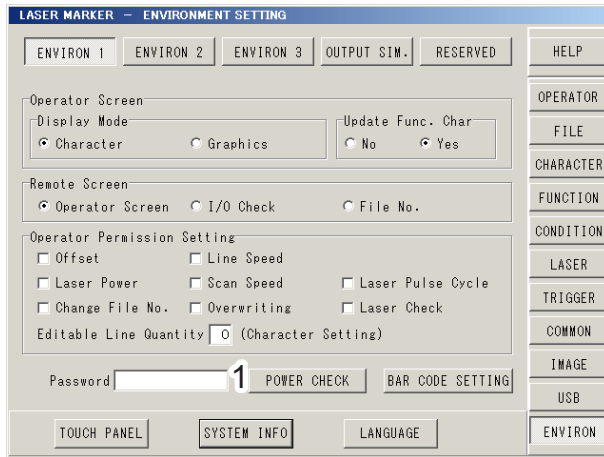 LASER MARKER − ENVIRONMENT SETTING
ENVIRON 1 ENVIRON 2 ENVIRON 3 OUTPUT SIM. RESERVED HELP
Operator Screen
Display Mode
Character Graphics
Update Func. Char
No Yes
Remote Screen
Operator Screen I/O Check File No.
Operator Permission Setting
Offset Line Speed
Laser Power Scan Speed Laser Pulse Cycle
Change File No. Overwriting Laser Check
Editable Line Quantity 0 (Character Setting)
Password 1 POWER CHECK BAR CODE SETTING
TOUCH PANEL SYSTEM INFO LANGUAGE
OPERATOR
FILE
CHARACTER
FUNCTION
CONDITION
LASER
TRIGGER
COMMON
IMAGE
USB
ENVIRON